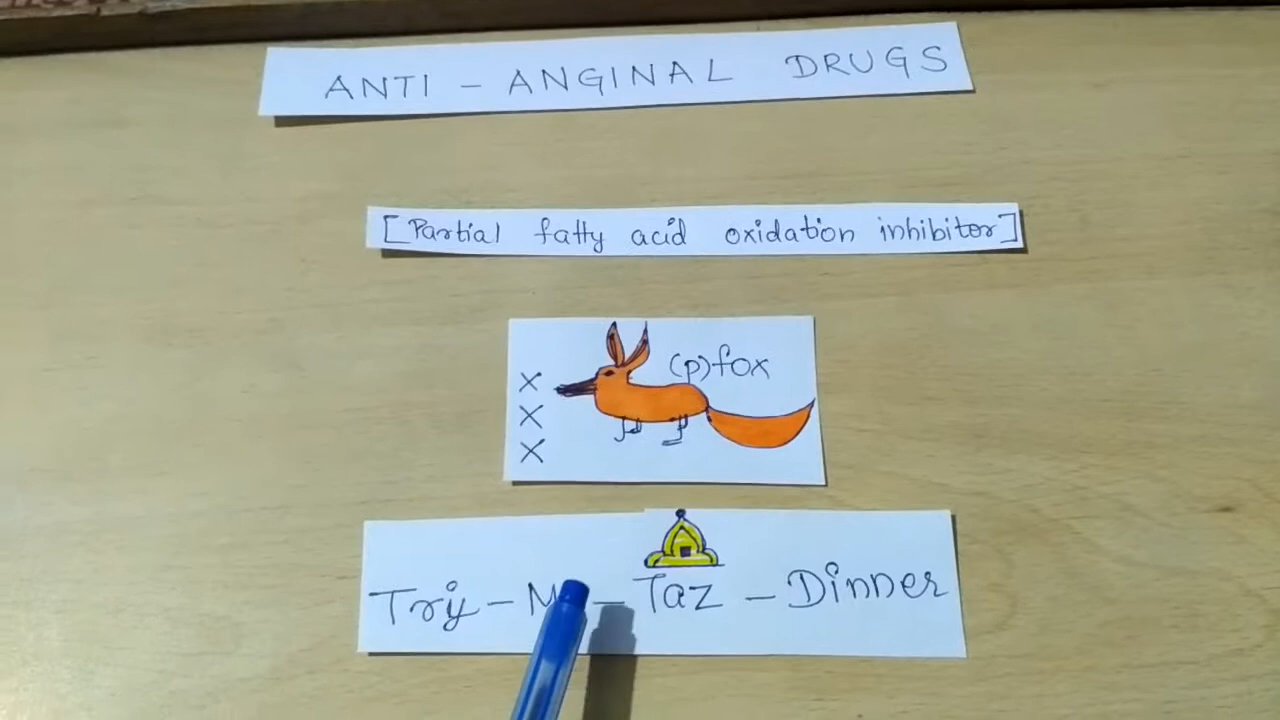 ANTI - ANGINAL DRUGS
[Partial fatty acid oxidation inhibitor]
(p)fox
X
X
X
Try - - Taz - Dinner